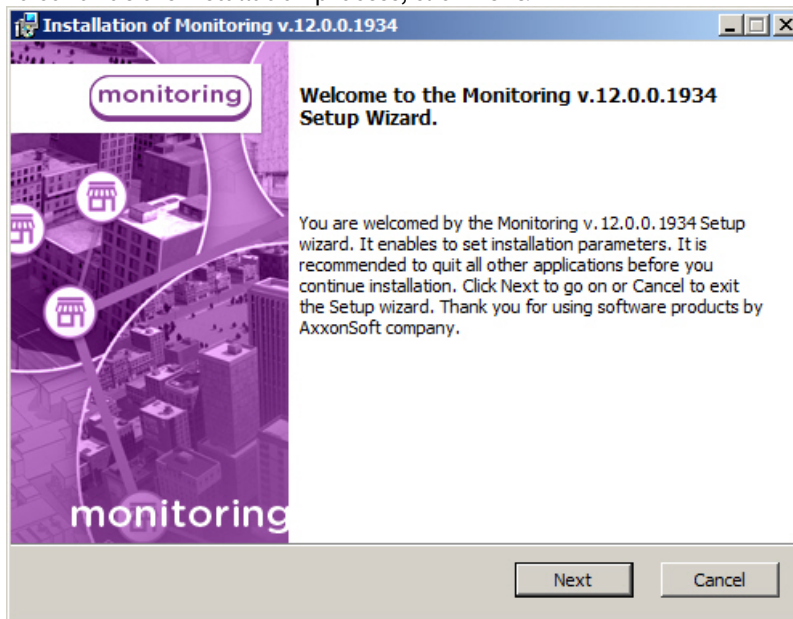 Installation of Monitoring v.12.0.0.1934
monitoring
Welcome to the Monitoring v.12.0.0.1934
Setup Wizard.
You are welcomed by the Monitoring v.12.0.0.1934 Setup
wizard. It enables to set installation parameters. It is
recommended to quit all other applications before you
continue installation. Click Next to go on or Cancel to exit
the Setup wizard. Thank you for using software products by
AxxonSoft company.
monitoring
Next
Cancel